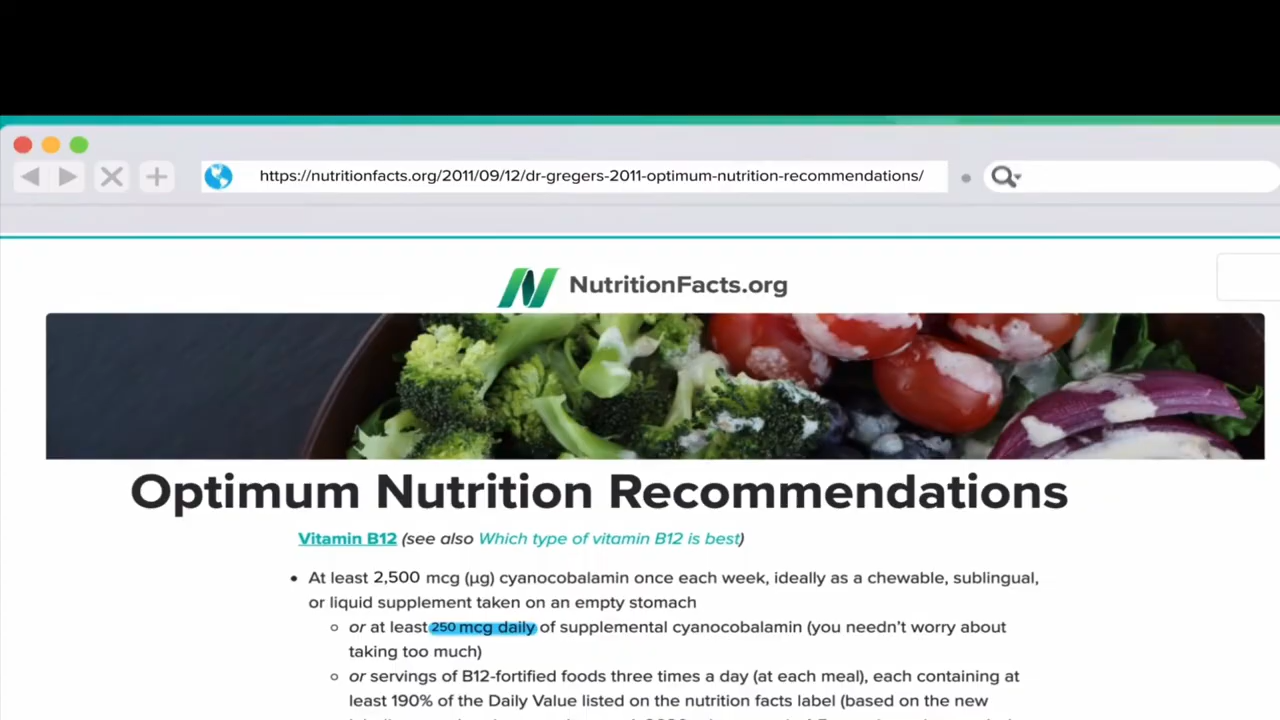 https://nutritionfacts.org/2011/09/12/dr-gregers-2011-optimum-nutrition-recommendations/
NutritionFacts.org
Optimum Nutrition Recommendations
Vitamin B12 (see also Which type of vitamin B12 is best)
• At least 2,500 mcg (µg) cyanocobalamin once each week, ideally as a chewable, sublingual,
or liquid supplement taken on an empty stomach
or at least 250 mcg daily of supplemental cyanocobalamin (you needn't worry about
taking too much)
or servings of B12-fortified foods three times a day (at each meal), each containing at
least 190% of the Daily Value listed on the nutrition facts label (based on the new